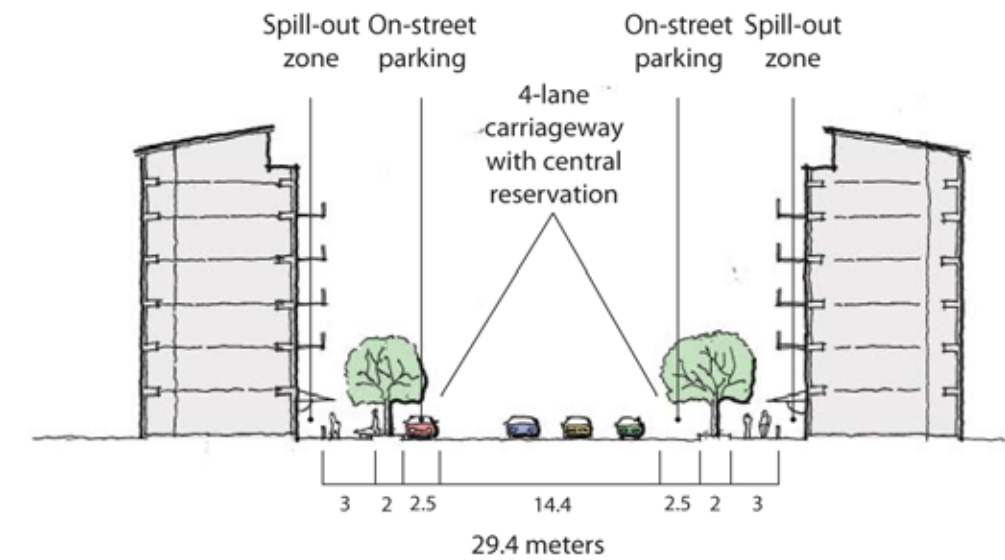 Spill-out zone
On-street parking
On-street parking
Spill-out zone
4-lane
carriageway
with central
reservation
3 2 2.5 14.4 2.5 2 3
29.4 meters